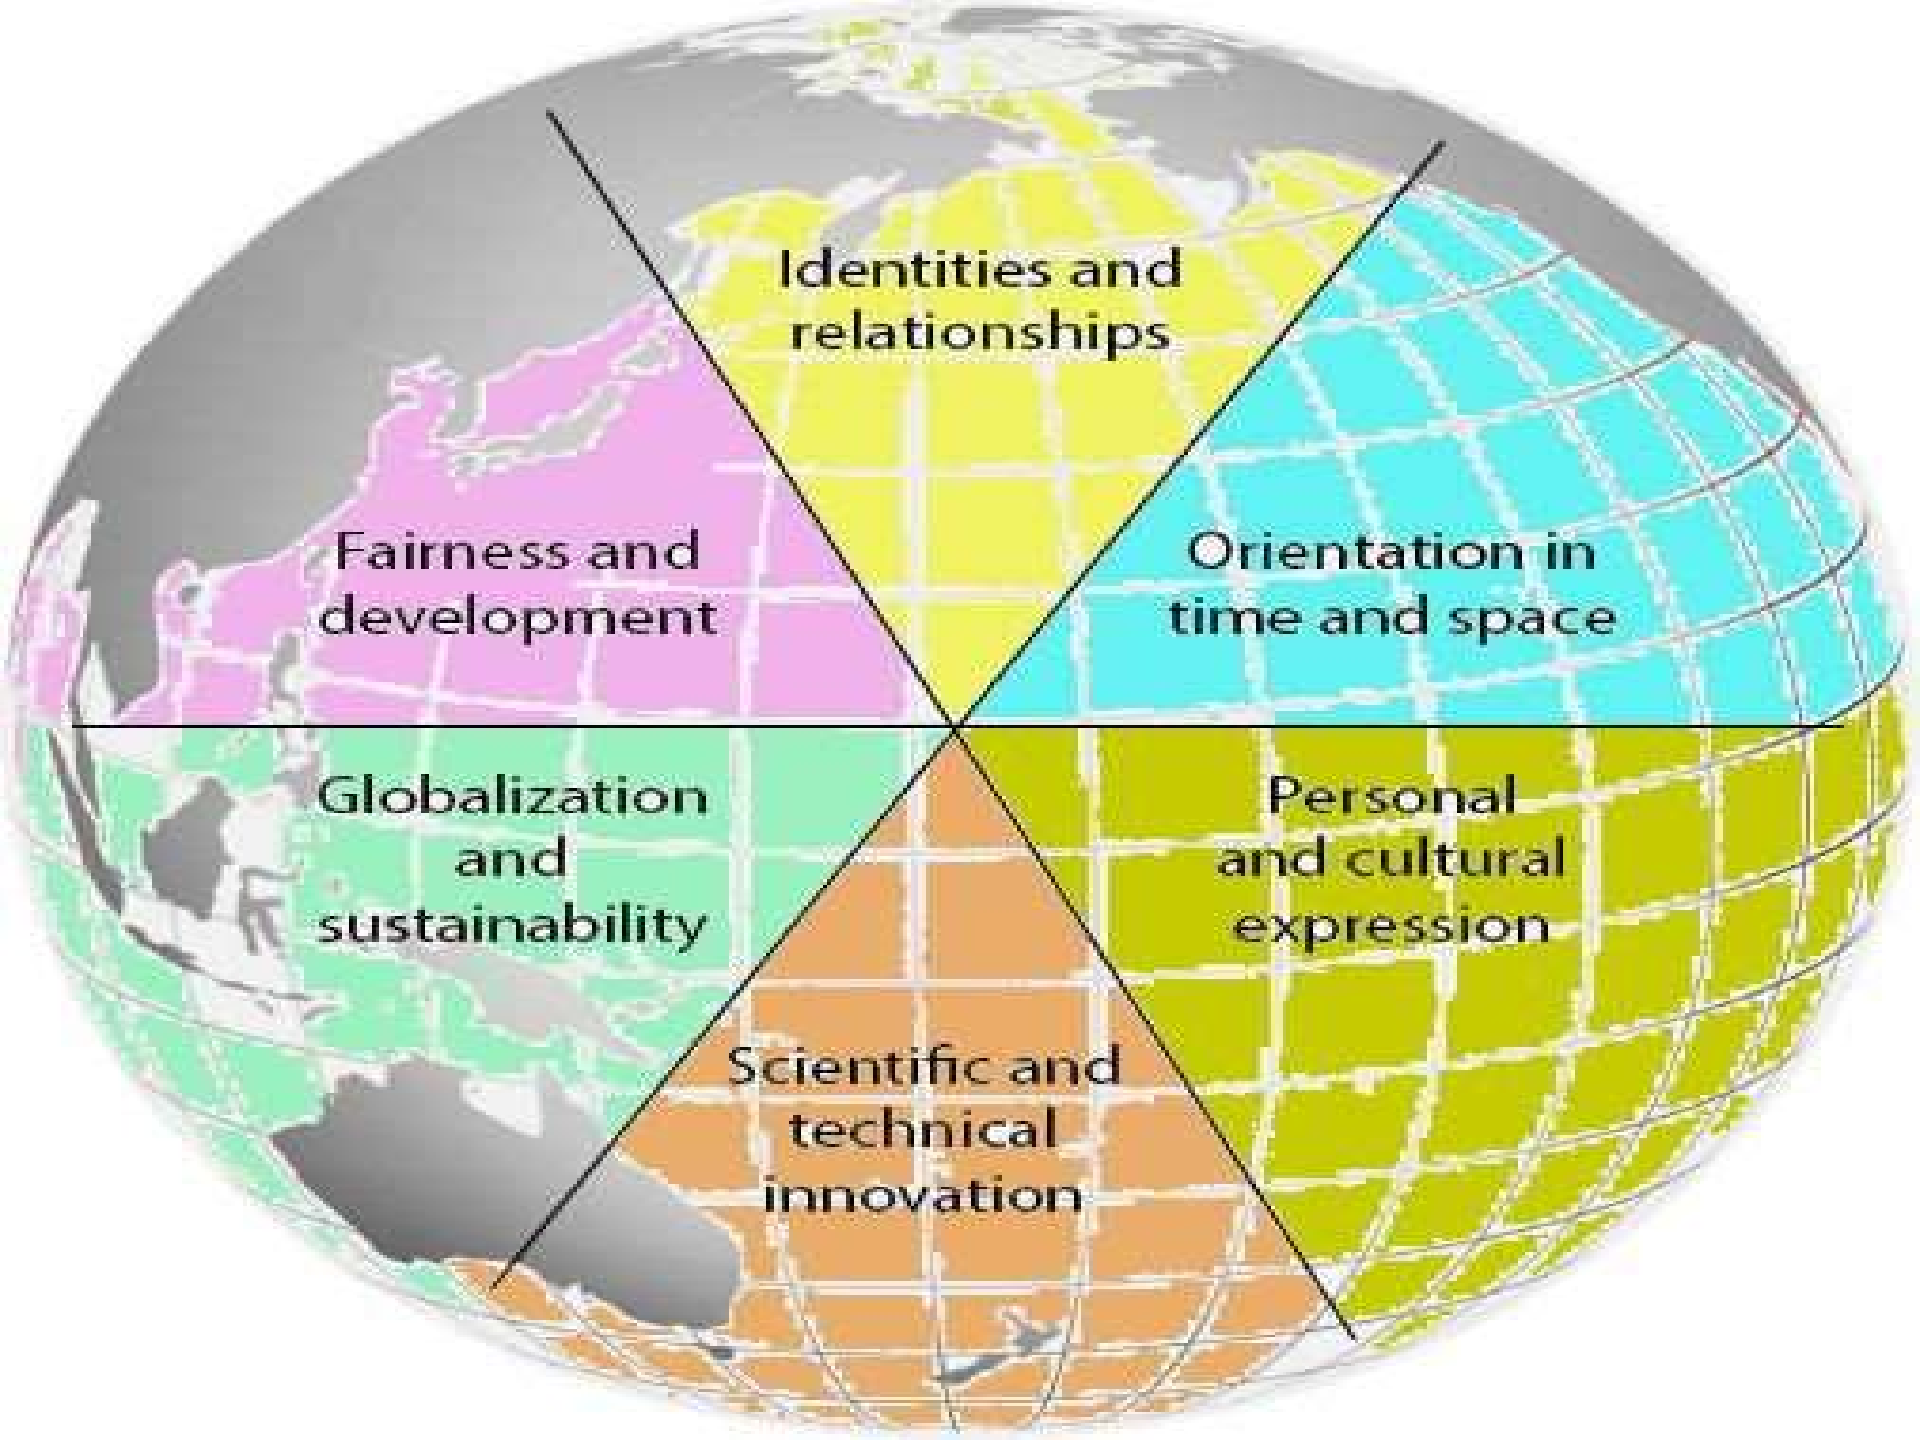 Identities and
relationships
Fairness and
development
Orientation in
time and space
Globalization
and
sustainability
Personal
and cultural
expression
Scientific and
technical
innovation